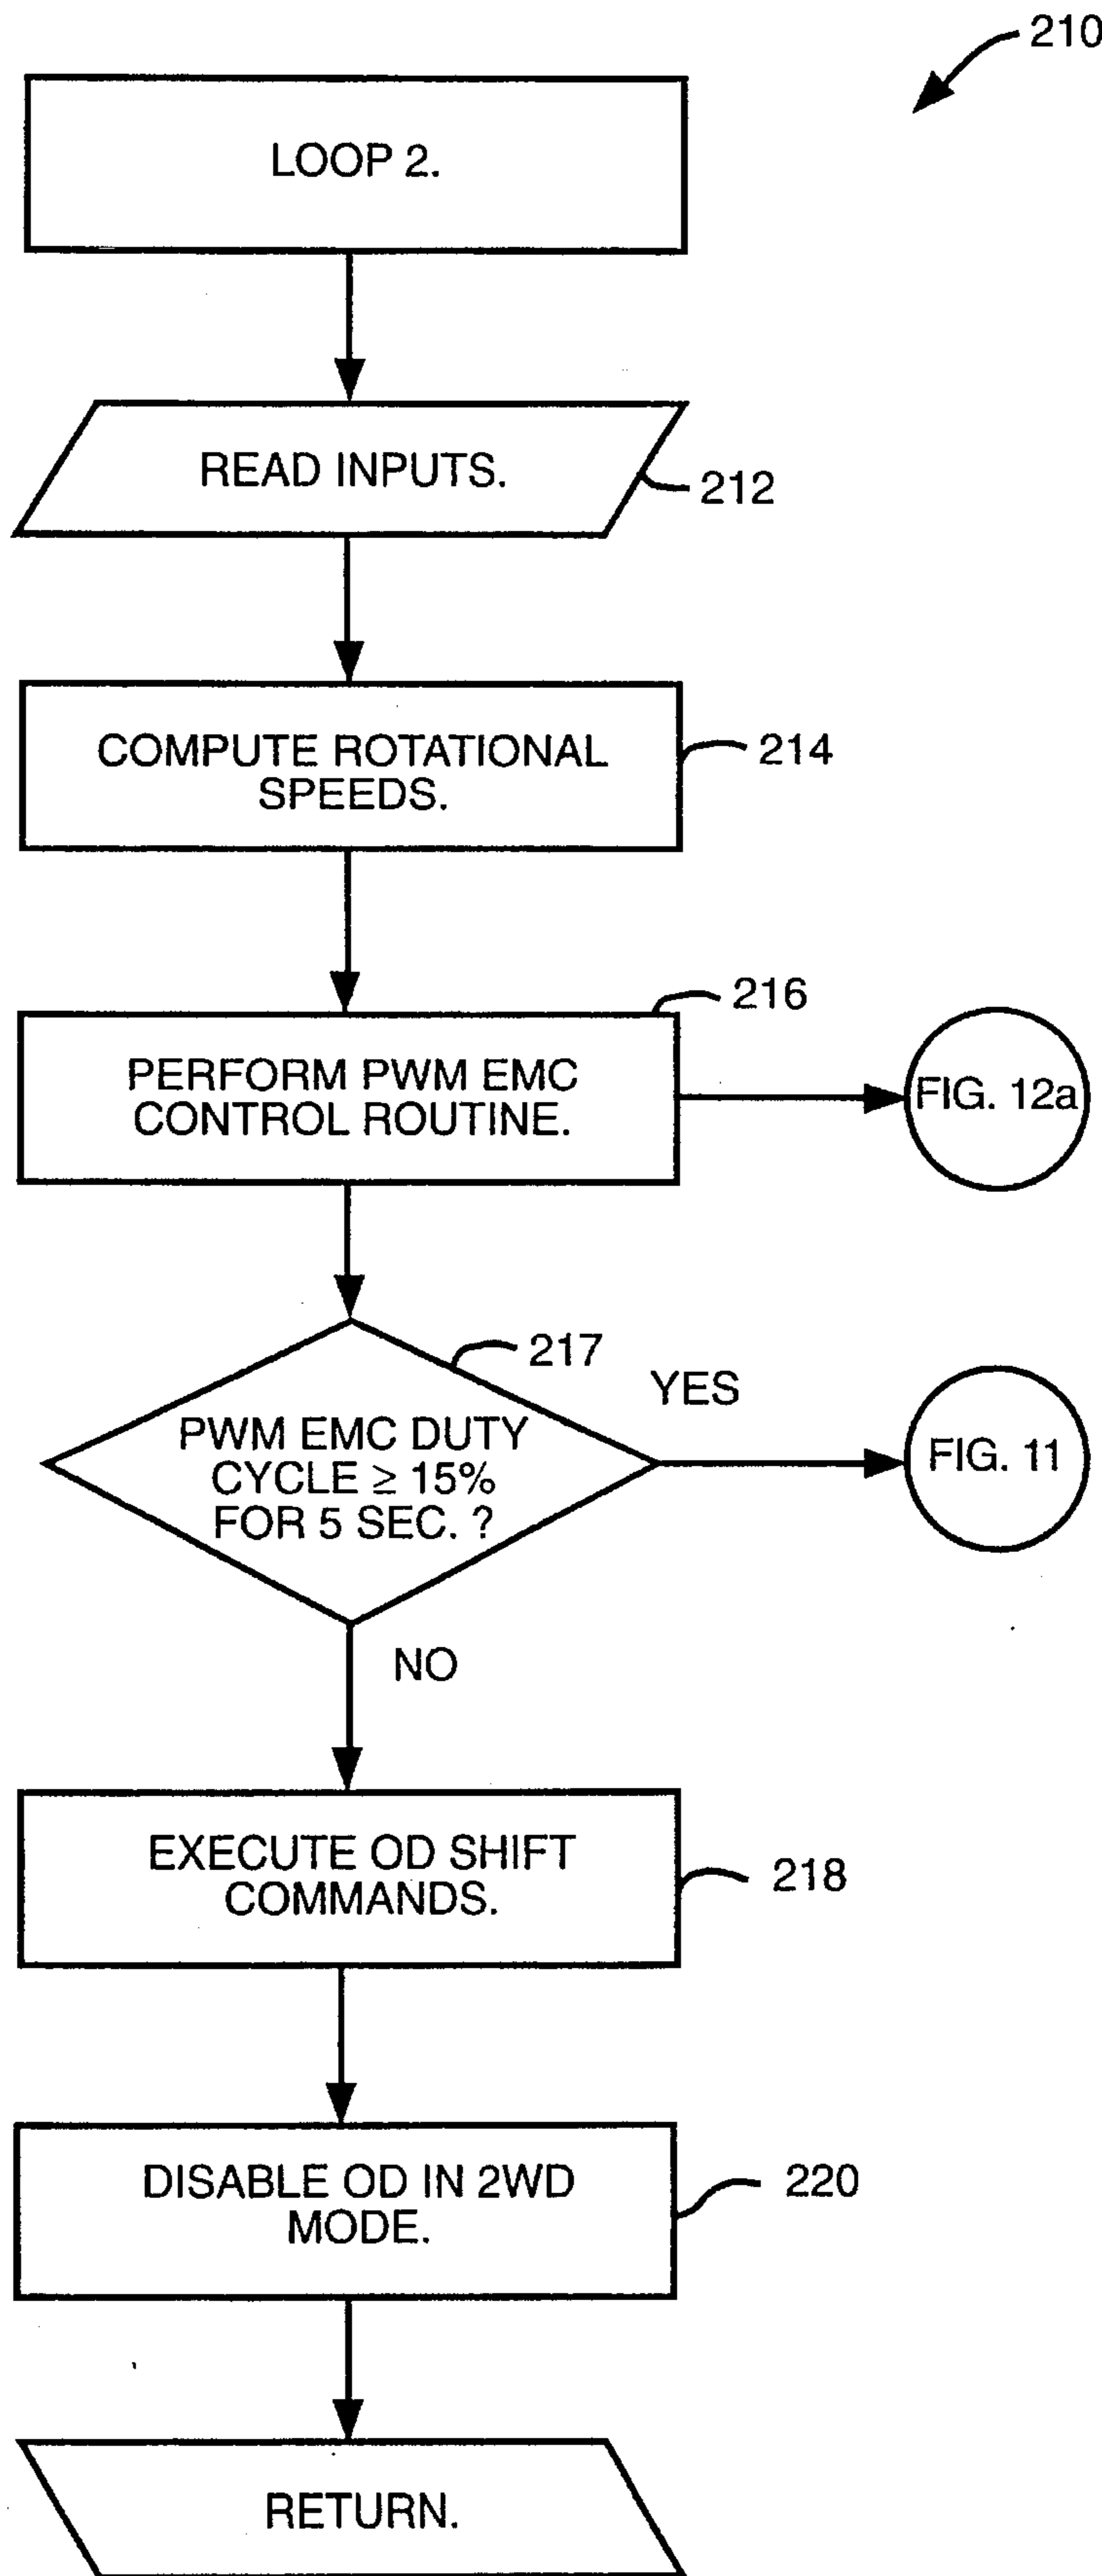 210
LOOP 2.
READ INPUTS.
212
COMPUTE ROTATIONAL
SPEEDS.
214
216
PERFORM PWM EMC
CONTROL ROUTINE.
FIG. 12a
217
YES
PWM EMC DUTY
CYCLE ≥ 15%
FOR 5 SEC. ?
FIG. 11
NO
EXECUTE OD SHIFT
COMMANDS.
218
DISABLE OD IN 2WD
MODE.
220
RETURN.